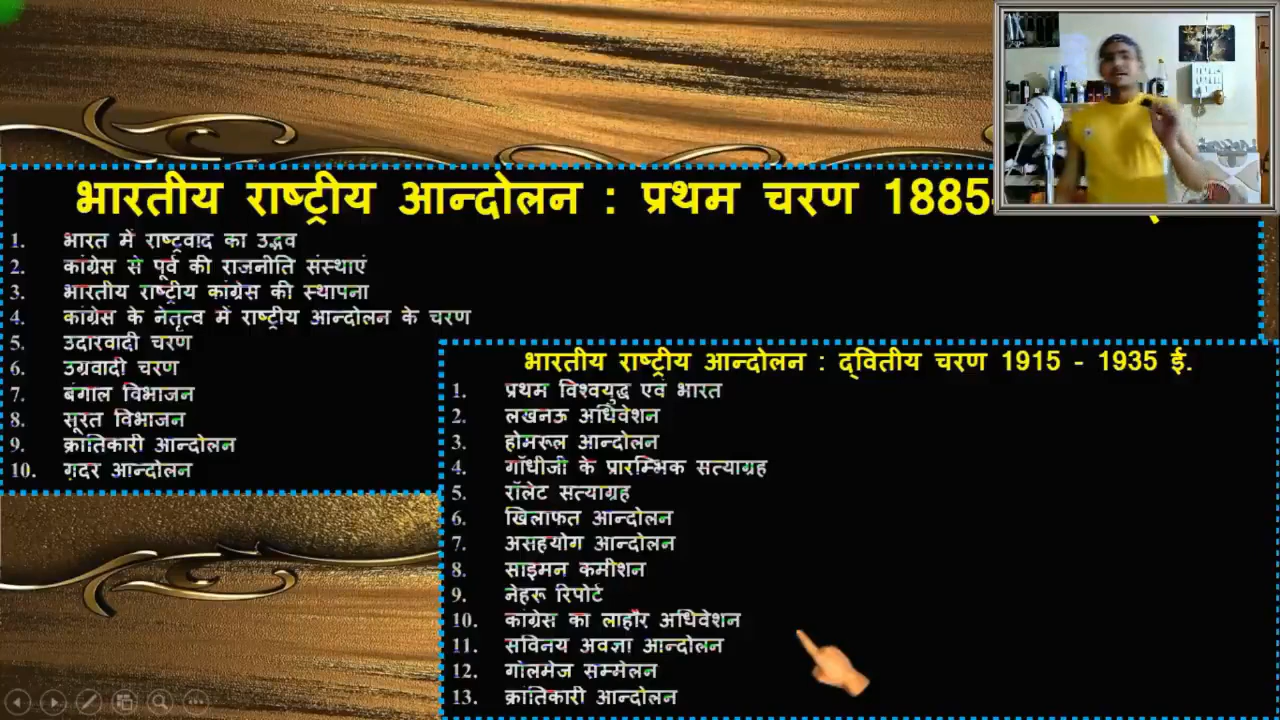 भारतीय राष्ट्रीय आन्दोलन : प्रथम चरण 1885
1. भारत में राष्ट्रवाद का उद्भव
2. कांग्रेस से पूर्व की राजनीति संस्थाएं
3. भारतीय राष्ट्रीय कांग्रेस की स्थापना
4. कांग्रेस के नेतृत्व में राष्ट्रीय आन्दोलन के चरण
5. उदारवादी चरण
6. उग्रवादी चरण
7. बंगाल विभाजन
8. सूरत विभाजन
9. क्रांतिकारी आन्दोलन
10. ग़दर आन्दोलन
भारतीय राष्ट्रीय आन्दोलन : द्वितीय चरण 1915 - 1935 ई.
1. प्रथम विश्वयुद्ध एवं भारत
2. लखनऊ अधिवेशन
3. होमरूल आन्दोलन
4. गाँधीजी के प्रारम्भिक सत्याग्रह
5. रॉलेट सत्याग्रह
6. खिलाफत आन्दोलन
7. असहयोग आन्दोलन
8. साइमन कमीशन
9. नेहरू रिपोर्ट
10. कांग्रेस का लाहौर अधिवेशन
11. सविनय अवज्ञा आन्दोलन
12. गोलमेज सम्मेलन
13. क्रांतिकारी आन्दोलन